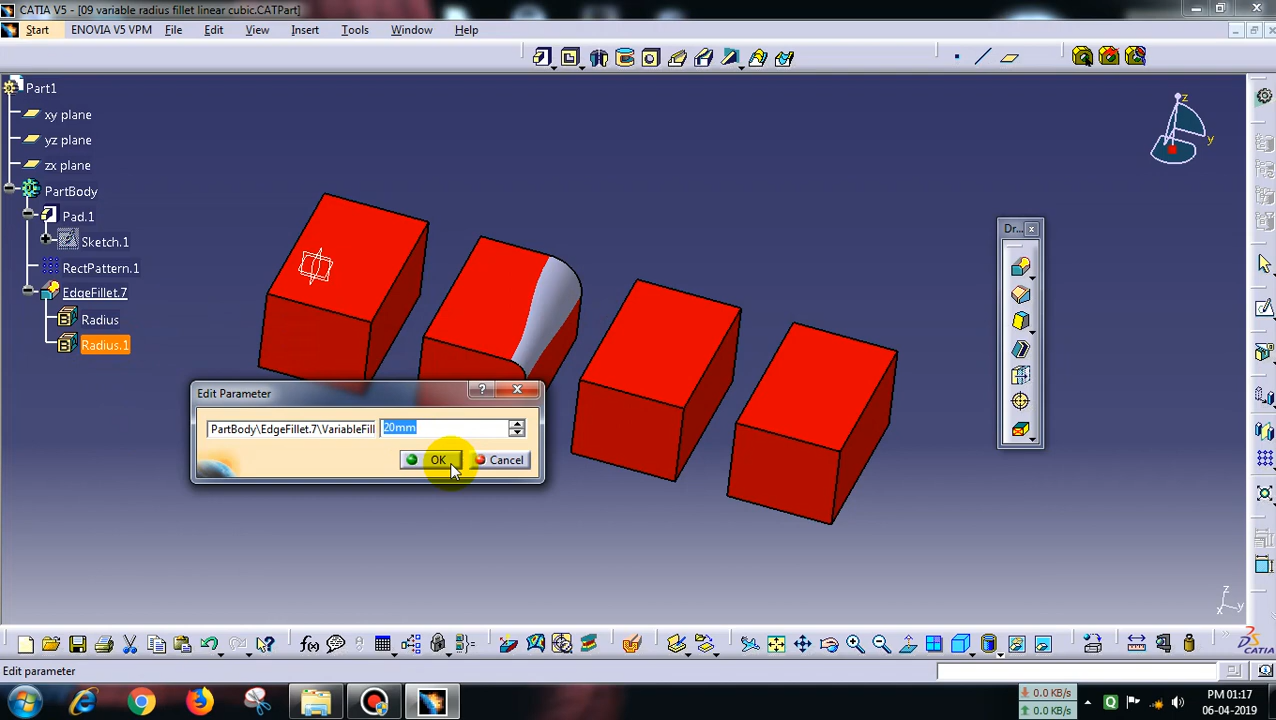 CATIA V5 - [09 variable radius fillet linear cubic.CATPart]
Start ENOVIA V5 VPM File Edit View Insert Tools Window Help
Part1
xy plane
yz plane
zx plane
PartBody
Pad.1
Sketch.1
RectPattern.1
EdgeFillet.7
Radius
Radius.1
z
y
Dr...
Edit Parameter
PartBody\EdgeFillet.7\VariableFill
20mm
OK Cancel
z
y
f(x)
CATIA
Edit parameter
0.0 KB/s
0.0 KB/s
PM 01:17
06-04-2019